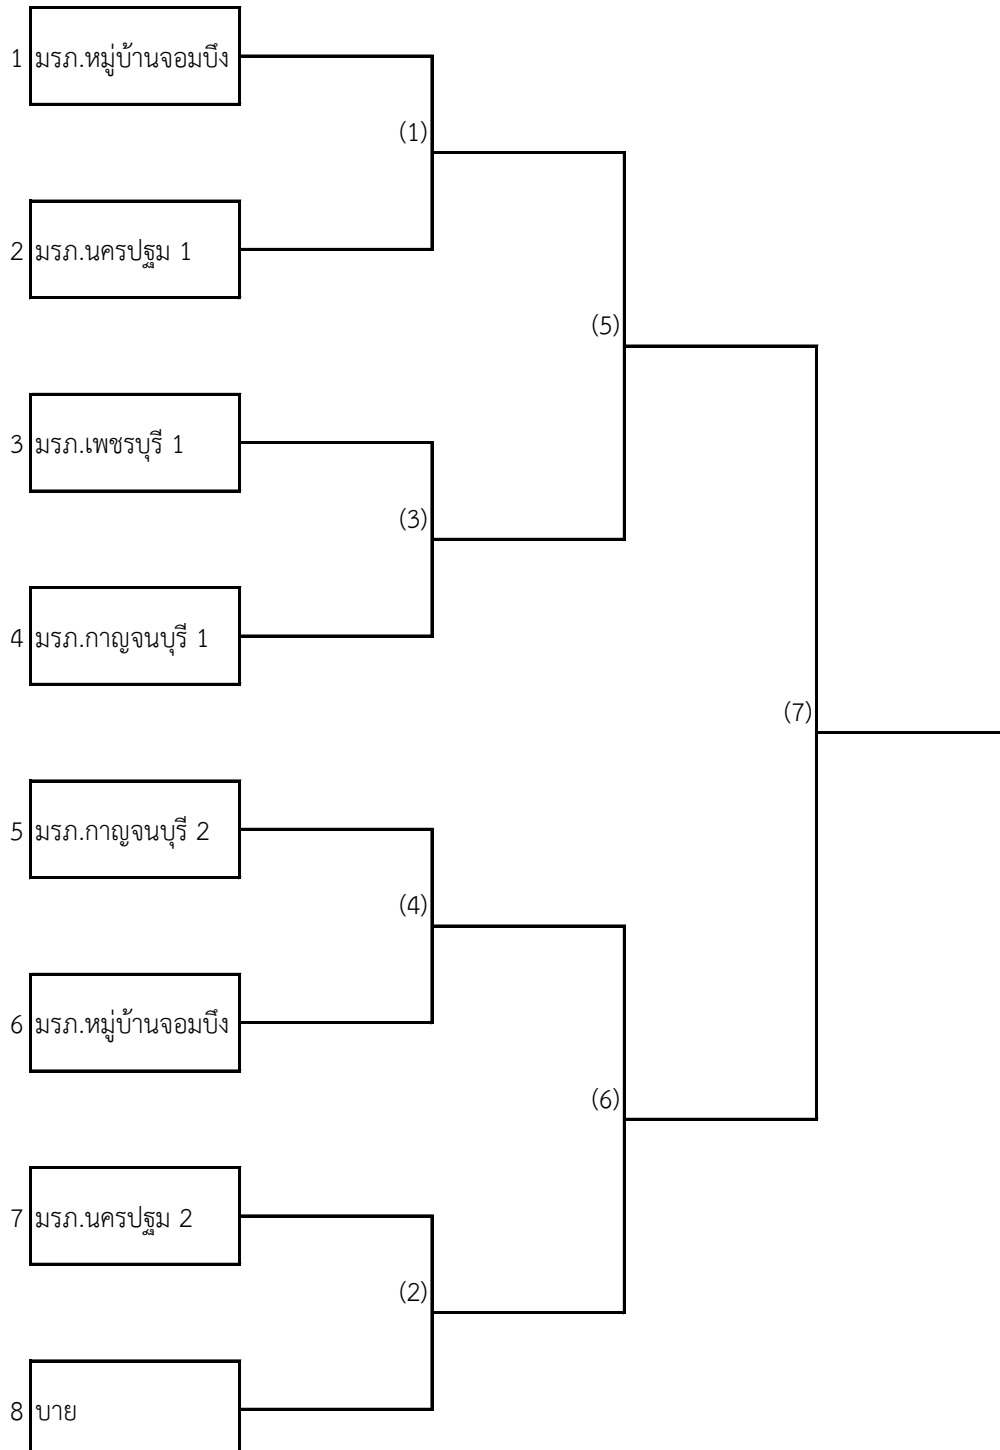 1 มรภ.หมู่บ้านจอมบึง
(1)
2 มรภ.นครปฐม 1
(5)
3 มรภ.เพชรบุรี 1
(3)
4 มรภ.กาญจนบุรี 1
(7)
5 มรภ.กาญจนบุรี 2
(4)
6 มรภ.หมู่บ้านจอมบึง
(6)
7 มรภ.นครปฐม 2
(2)
8 บาย